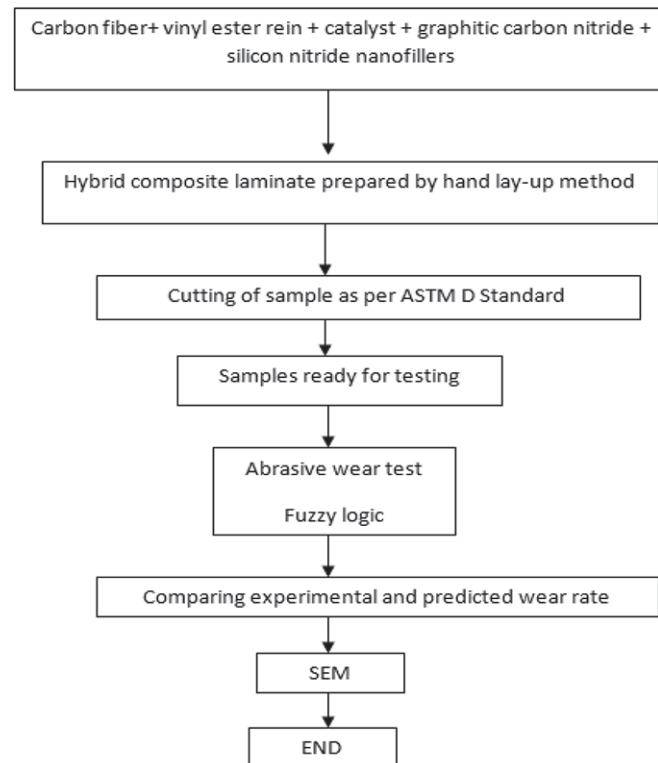 Carbon fiber+ vinyl ester rein + catalyst + graphitic carbon nitride +
silicon nitride nanofillers
Hybrid composite laminate prepared by hand lay-up method
Cutting of sample as per ASTM D Standard
Samples ready for testing
Abrasive wear test
Fuzzy logic
Comparing experimental and predicted wear rate
SEM
END